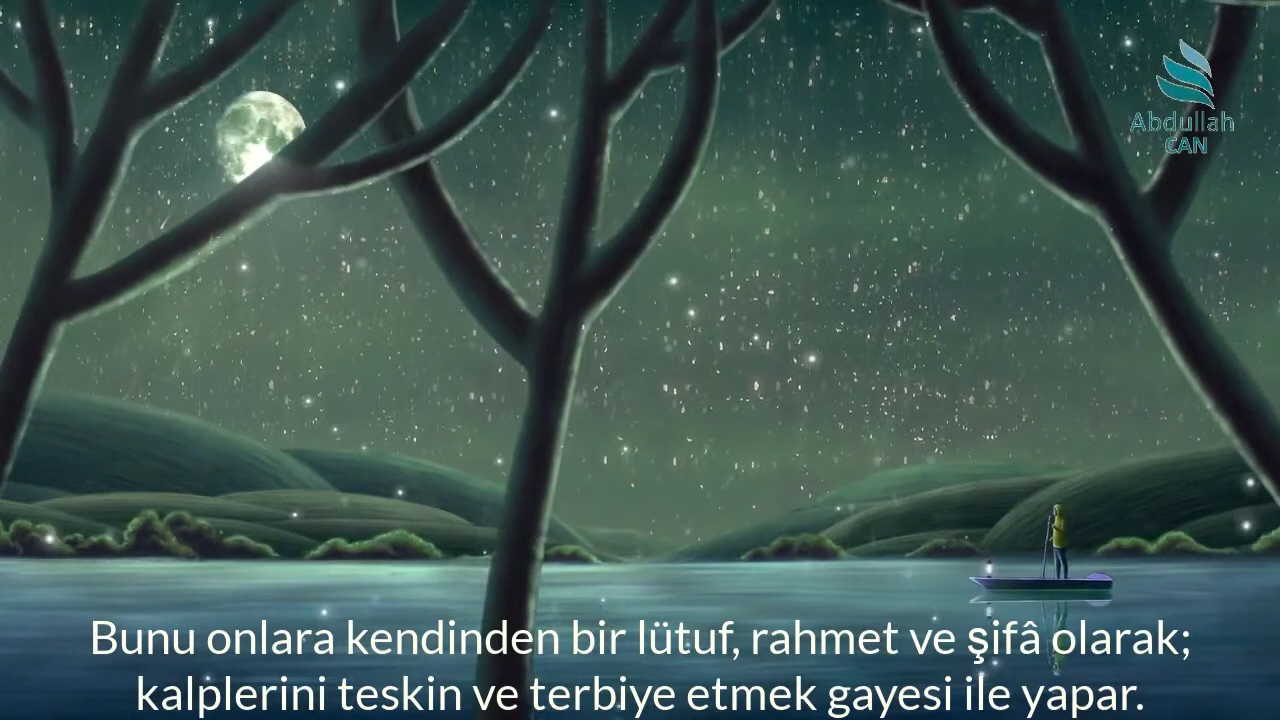 Abdullah
CAN
Bunu onlara kendinden bir lütuf, rahmet ve şifâ olarak;
kalplerini teskin ve terbiye etmek gayesi ile yapar.